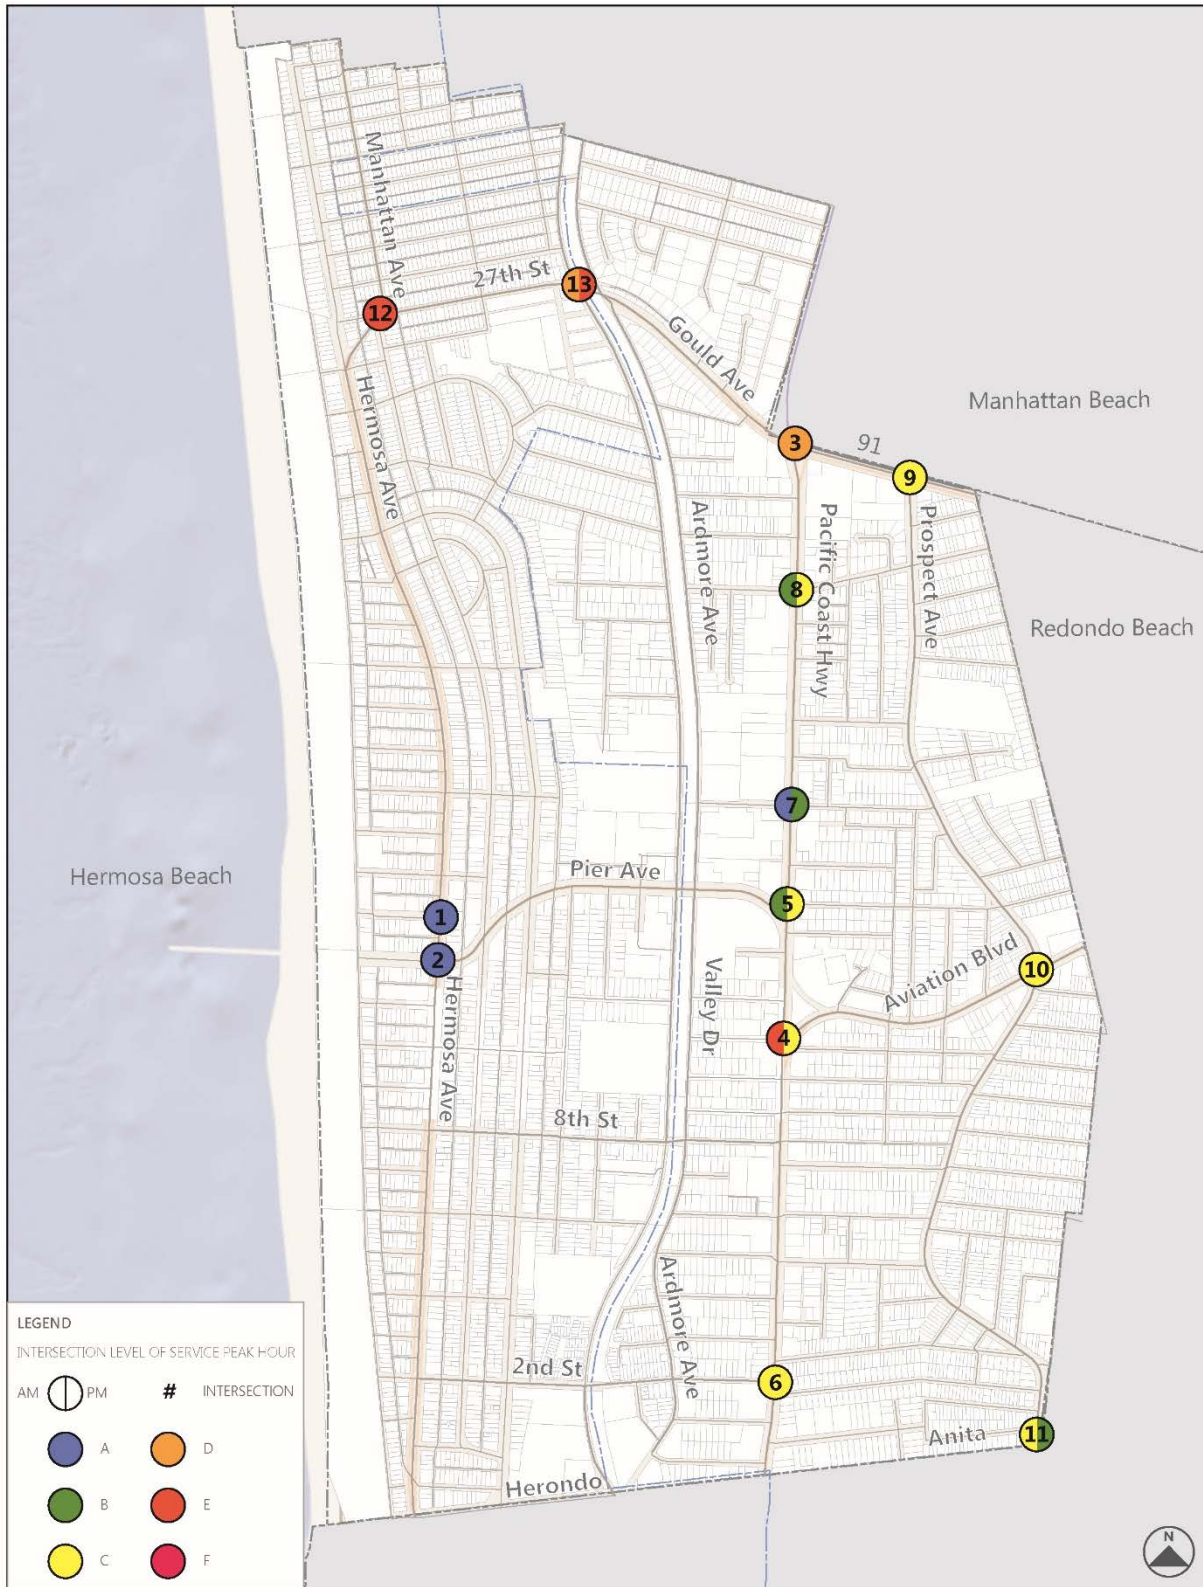 Manhattan Ave
27th St
13
12
Gould Ave
Hermosa Ave
Manhattan Beach
3
91
9
Ardmore Ave
Pacific Coast Hwy
Prospect Ave
8
Redondo Beach
7
Hermosa Beach
Pier Ave
5
1
2
Aviation Blvd
10
Hermosa Ave
Valley Dr
4
8th St
Ardmore Ave
2nd St
6
Anita
11
Herondo
LEGEND
INTERSECTION LEVEL OF SERVICE PEAK HOUR
AM PM # INTERSECTION
A D
B E
C F
N